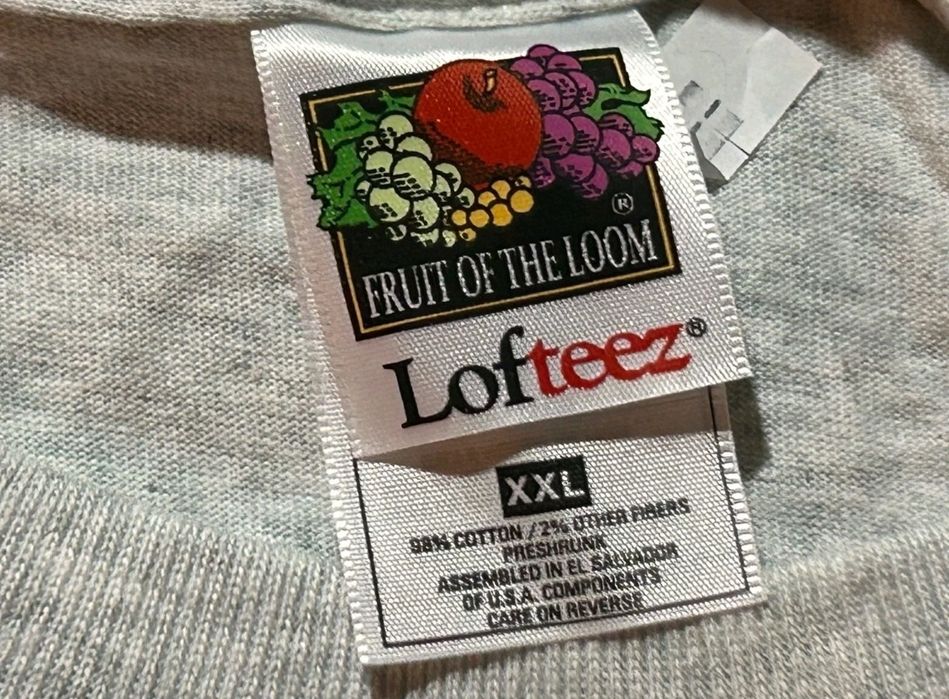 ®
FRUIT OF THE LOOM
Lofteez®
XXL
98% COTTON / 2% OTHER FIBERS
PRESHRUNK
ASSEMBLED IN EL SALVADOR
OF U.S.A. COMPONENTS
CARE ON REVERSE